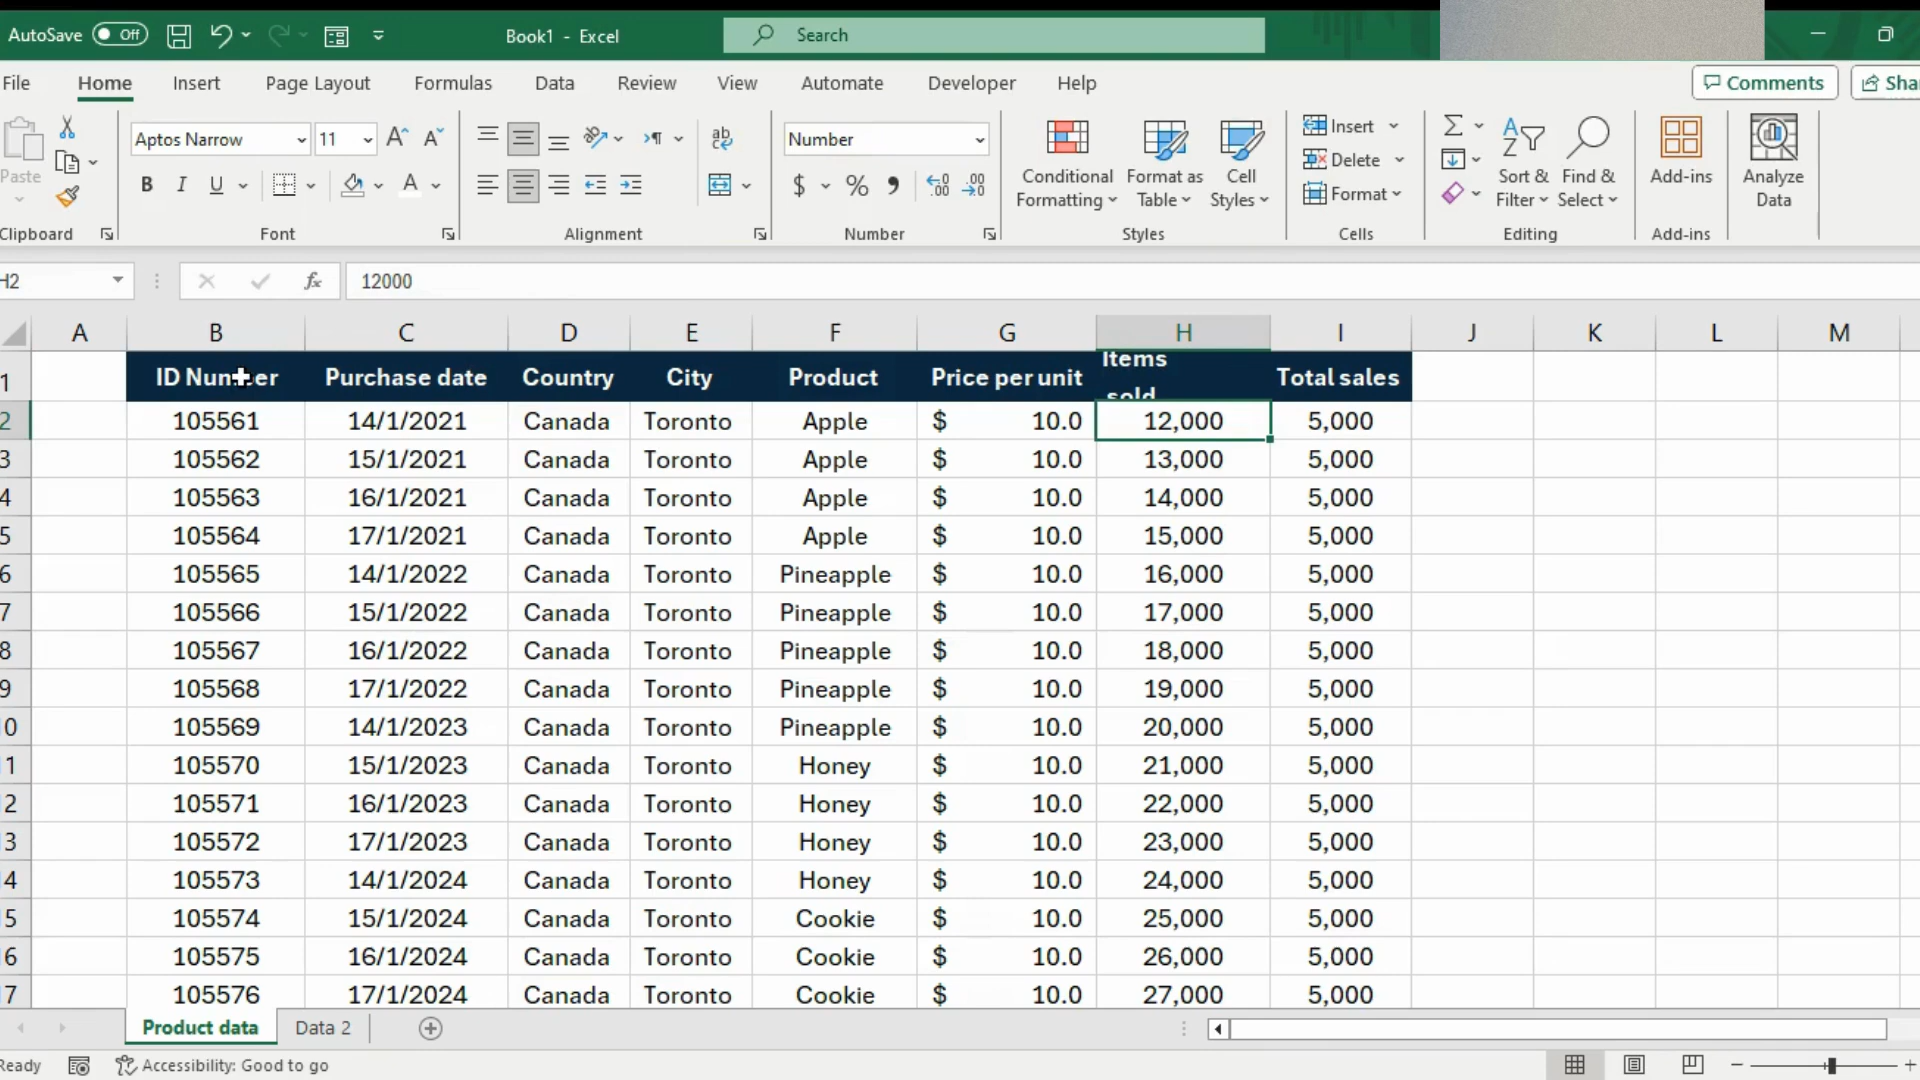 AutoSave Off Book1 - Excel Search
File Home Insert Page Layout Formulas Data Review View Automate Developer Help Comments Sha
Paste Aptos Narrow 11 Number Conditional Formatting Format as Table Cell Styles Insert Delete Format Sort & Filter Find & Select Add-ins Analyze Data
Clipboard Font Alignment Number Styles Cells Editing Add-ins
H2 fx 12000
A B C D E F G H I J K L M
1 ID Number Purchase date Country City Product Price per unit Items sold Total sales
2 105561 14/1/2021 Canada Toronto Apple $ 10.0 12,000 5,000
3 105562 15/1/2021 Canada Toronto Apple $ 10.0 13,000 5,000
4 105563 16/1/2021 Canada Toronto Apple $ 10.0 14,000 5,000
5 105564 17/1/2021 Canada Toronto Apple $ 10.0 15,000 5,000
6 105565 14/1/2022 Canada Toronto Pineapple $ 10.0 16,000 5,000
7 105566 15/1/2022 Canada Toronto Pineapple $ 10.0 17,000 5,000
8 105567 16/1/2022 Canada Toronto Pineapple $ 10.0 18,000 5,000
9 105568 17/1/2022 Canada Toronto Pineapple $ 10.0 19,000 5,000
0 105569 14/1/2023 Canada Toronto Pineapple $ 10.0 20,000 5,000
1 105570 15/1/2023 Canada Toronto Honey $ 10.0 21,000 5,000
2 105571 16/1/2023 Canada Toronto Honey $ 10.0 22,000 5,000
3 105572 17/1/2023 Canada Toronto Honey $ 10.0 23,000 5,000
4 105573 14/1/2024 Canada Toronto Honey $ 10.0 24,000 5,000
5 105574 15/1/2024 Canada Toronto Cookie $ 10.0 25,000 5,000
6 105575 16/1/2024 Canada Toronto Cookie $ 10.0 26,000 5,000
7 105576 17/1/2024 Canada Toronto Cookie $ 10.0 27,000 5,000
Product data Data 2
Ready Accessibility: Good to go